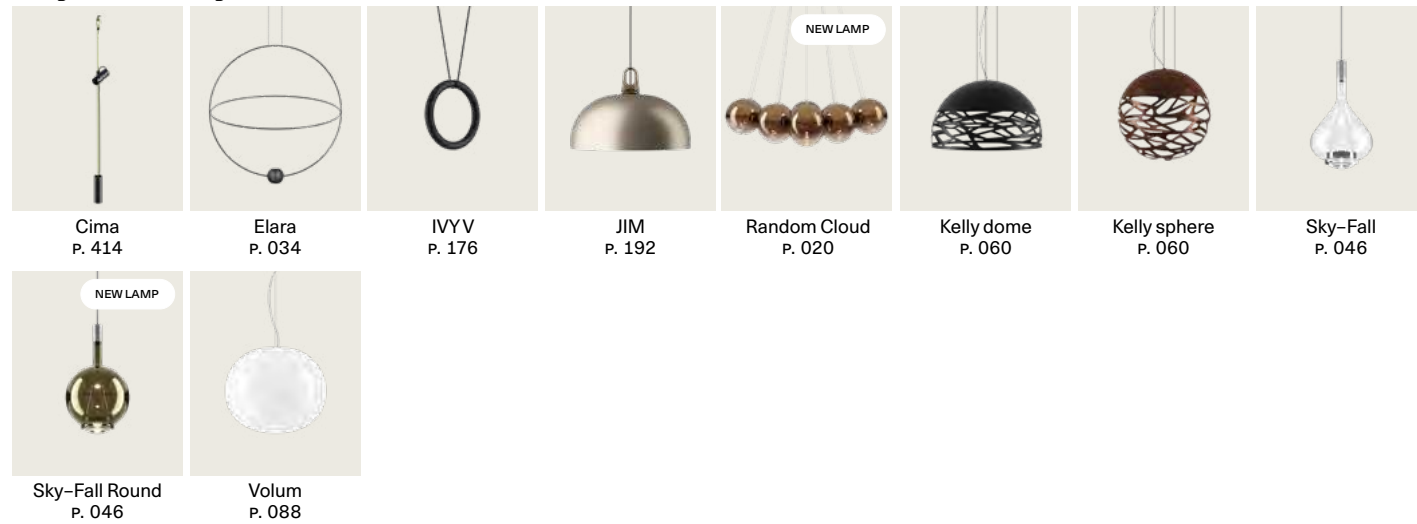 NEW LAMP
Cima
P. 414
Elara
P. 034
IVY V
P. 176
JIM
P. 192
Random Cloud
P. 020
Kelly dome
P. 060
Kelly sphere
P. 060
Sky–Fall
P. 046
NEW LAMP
Sky–Fall Round
P. 046
Volum
P. 088